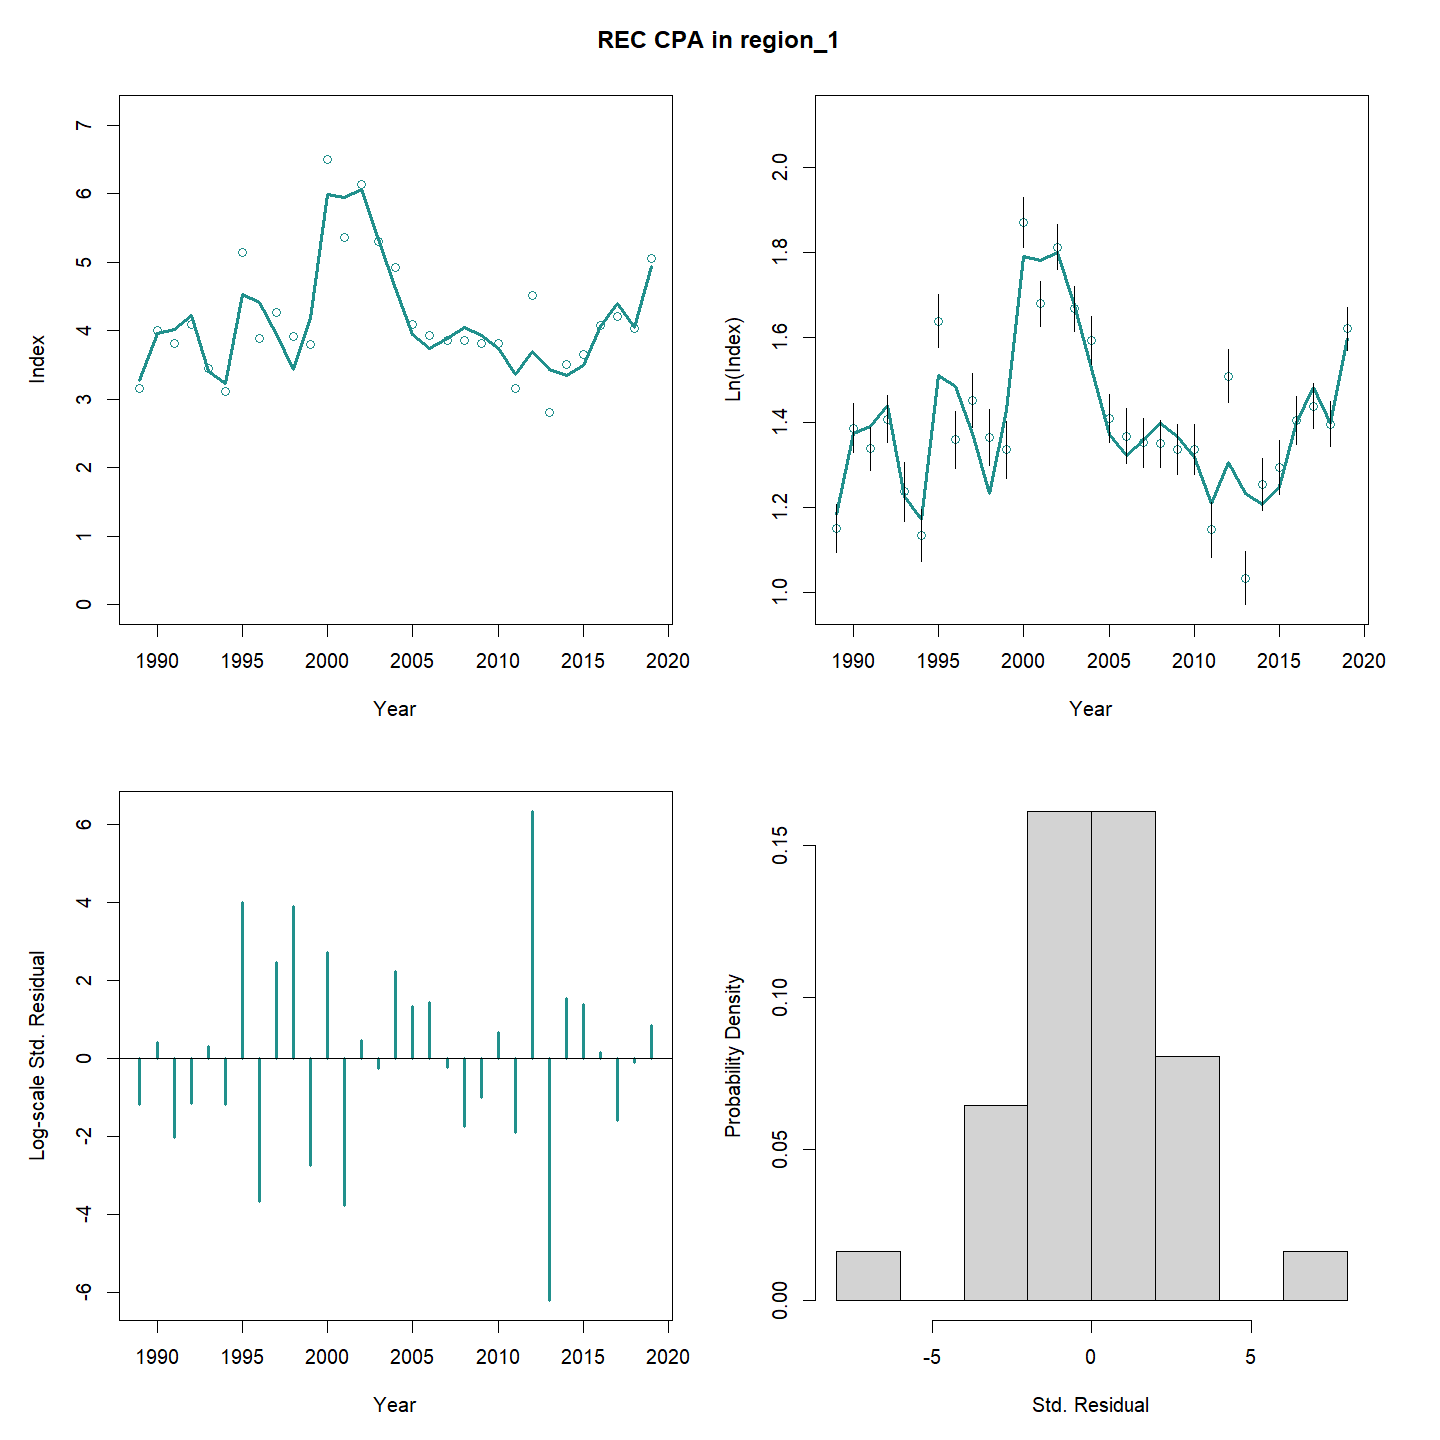 REC CPA in region_1
7
6
5
4
3
2
1
0
Index
1990 1995 2000 2005 2010 2015 2020
Year
2.0
1.8
1.6
1.4
1.2
1.0
Ln(Index)
1990 1995 2000 2005 2010 2015 2020
Year
6
4
2
0
-2
-4
-6
Log-scale Std. Residual
1990 1995 2000 2005 2010 2015 2020
Year
0.15
0.10
0.05
0.00
Probability Density
-5 0 5
Std. Residual